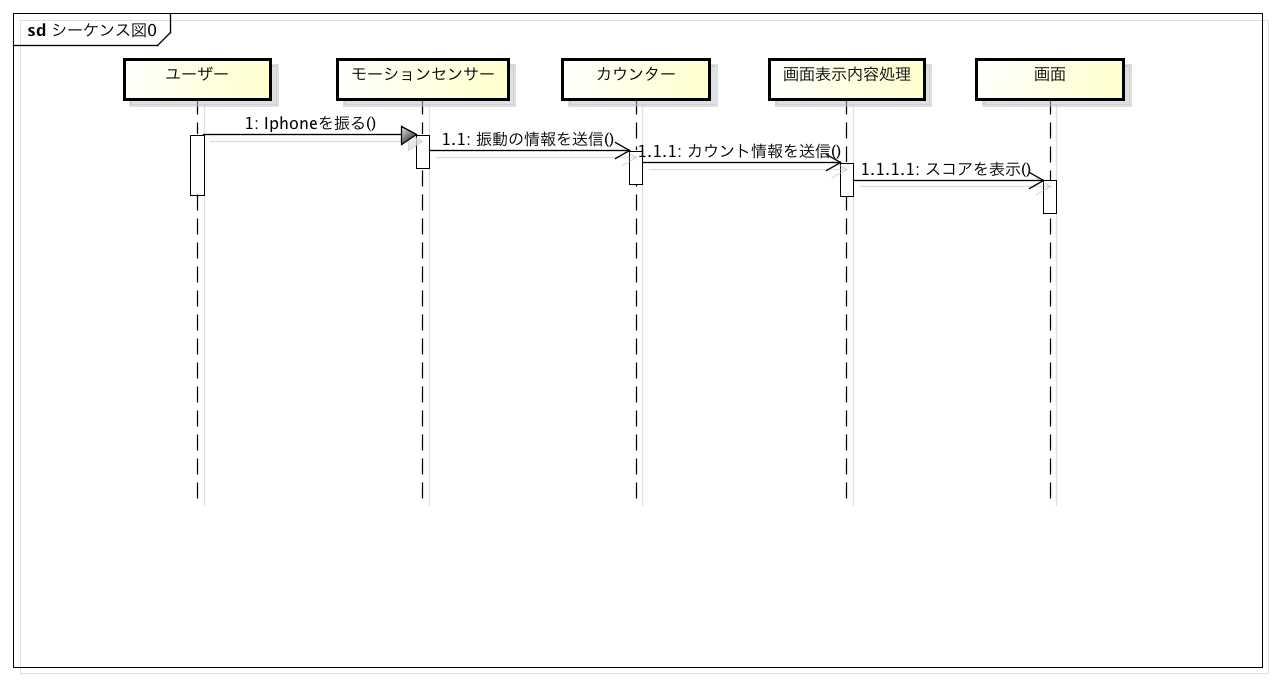 sd シーケンス図0
ユーザー
モーションセンサー
カウンター
画面表示内容処理
画面
1: Iphoneを振る()
1.1: 振動の情報を送信()
1.1.1: カウント情報を送信()
1.1.1.1: スコアを表示()